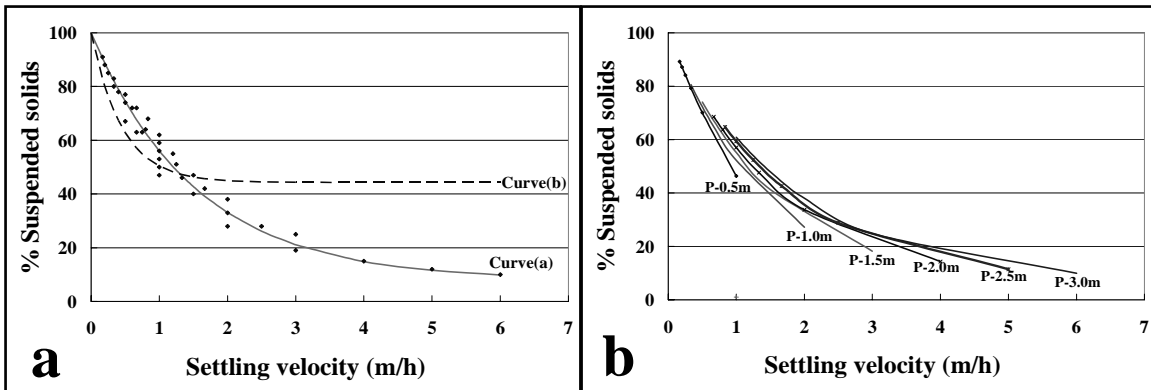 % Suspended solids
100
80
60
40
20
0
Curve(b)
Curve(a)
0 1 2 3 4 5 6 7
Settling velocity (m/h)
a
% Suspended solids
100
80
60
40
20
0
P-0.5m
P-1.0m
P-1.5m
P-2.0m
P-2.5m
P-3.0m
0 1 2 3 4 5 6 7
Settling velocity (m/h)
b